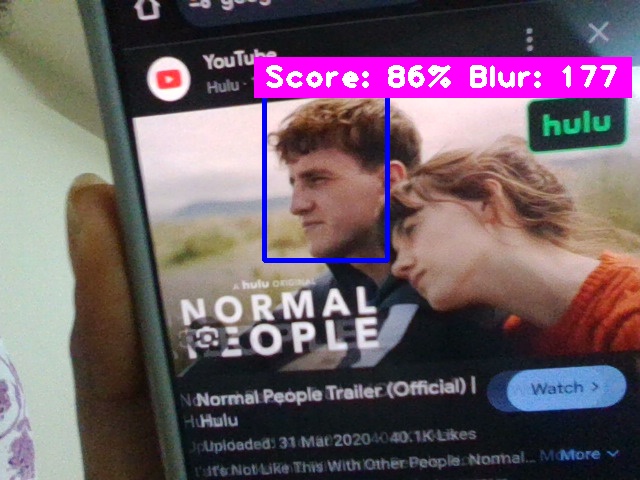 YouTube
Hulu
Score: 86% Blur: 177
hulu
A hulu ORIGINAL
NORMAL
PEOPLE
Normal People Trailer (Official) |
Hulu
Watch >
Uploaded: 31 Mar 2020 · 40.1K Likes
It's Not Like This With Other People. Normal...
More